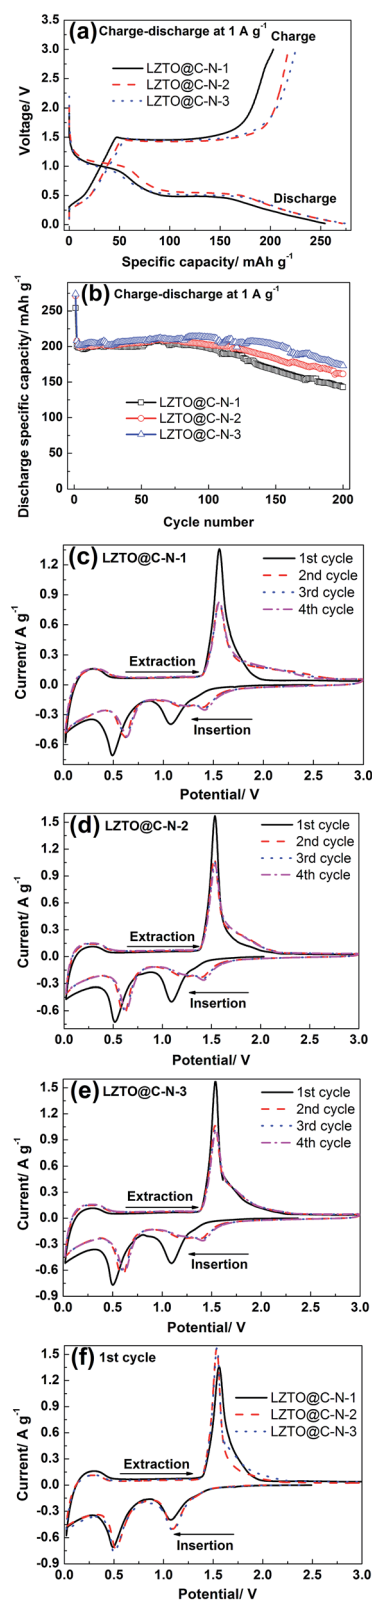 (a) Charge-discharge at 1 A g⁻¹
Charge
LZTO@C-N-1
LZTO@C-N-2
LZTO@C-N-3
Discharge
Voltage/ V
3.0
2.5
2.0
1.5
1.0
0.5
0.0
0 50 100 150 200 250
Specific capacity/ mAh g⁻¹
(b) Charge-discharge at 1 A g⁻¹
LZTO@C-N-1
LZTO@C-N-2
LZTO@C-N-3
Discharge specific capacity/ mAh g⁻¹
300
250
200
150
100
50
0
0 50 100 150 200
Cycle number
(c) LZTO@C-N-1
1st cycle
2nd cycle
3rd cycle
4th cycle
Extraction
Insertion
Current/ A g⁻¹
1.2
0.9
0.6
0.3
0.0
-0.3
-0.6
0.0 0.5 1.0 1.5 2.0 2.5 3.0
Potential/ V
(d) LZTO@C-N-2
1st cycle
2nd cycle
3rd cycle
4th cycle
Extraction
Insertion
Current/ A g⁻¹
1.5
1.2
0.9
0.6
0.3
0.0
-0.3
-0.6
0.0 0.5 1.0 1.5 2.0 2.5 3.0
Potential/ V
(e) LZTO@C-N-3
1st cycle
2nd cycle
3rd cycle
4th cycle
Extraction
Insertion
Current/ A g⁻¹
1.5
1.2
0.9
0.6
0.3
0.0
-0.3
-0.6
-0.9
0.0 0.5 1.0 1.5 2.0 2.5 3.0
Potential/ V
(f) 1st cycle
LZTO@C-N-1
LZTO@C-N-2
LZTO@C-N-3
Extraction
Insertion
Current/ A g⁻¹
1.5
1.2
0.9
0.6
0.3
0.0
-0.3
-0.6
-0.9
0.0 0.5 1.0 1.5 2.0 2.5 3.0
Potential/ V